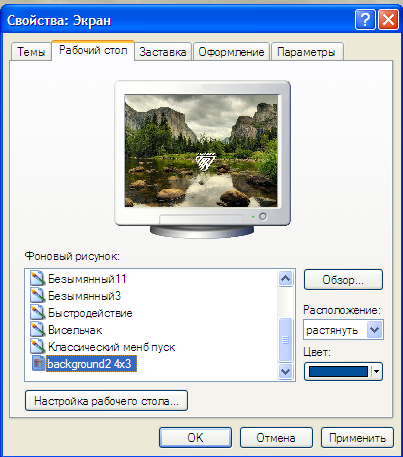 Свойства: Экран
Темы Рабочий стол Заставка Оформление Параметры
Фоновый рисунок:
Безымянный11
Безымянный3
Быстродействие
Висельчак
Классический менб пуск
background2 4x3
Обзор...
Расположение:
растянуть
Цвет:
Настройка рабочего стола...
OK Отмена Применить